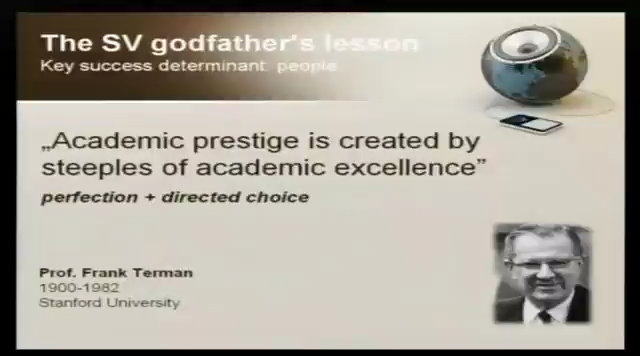 The SV godfather's lesson
Key success determinant: people
„Academic prestige is created by
steeples of academic excellence”
perfection + directed choice
Prof. Frank Terman
1900-1982
Stanford University